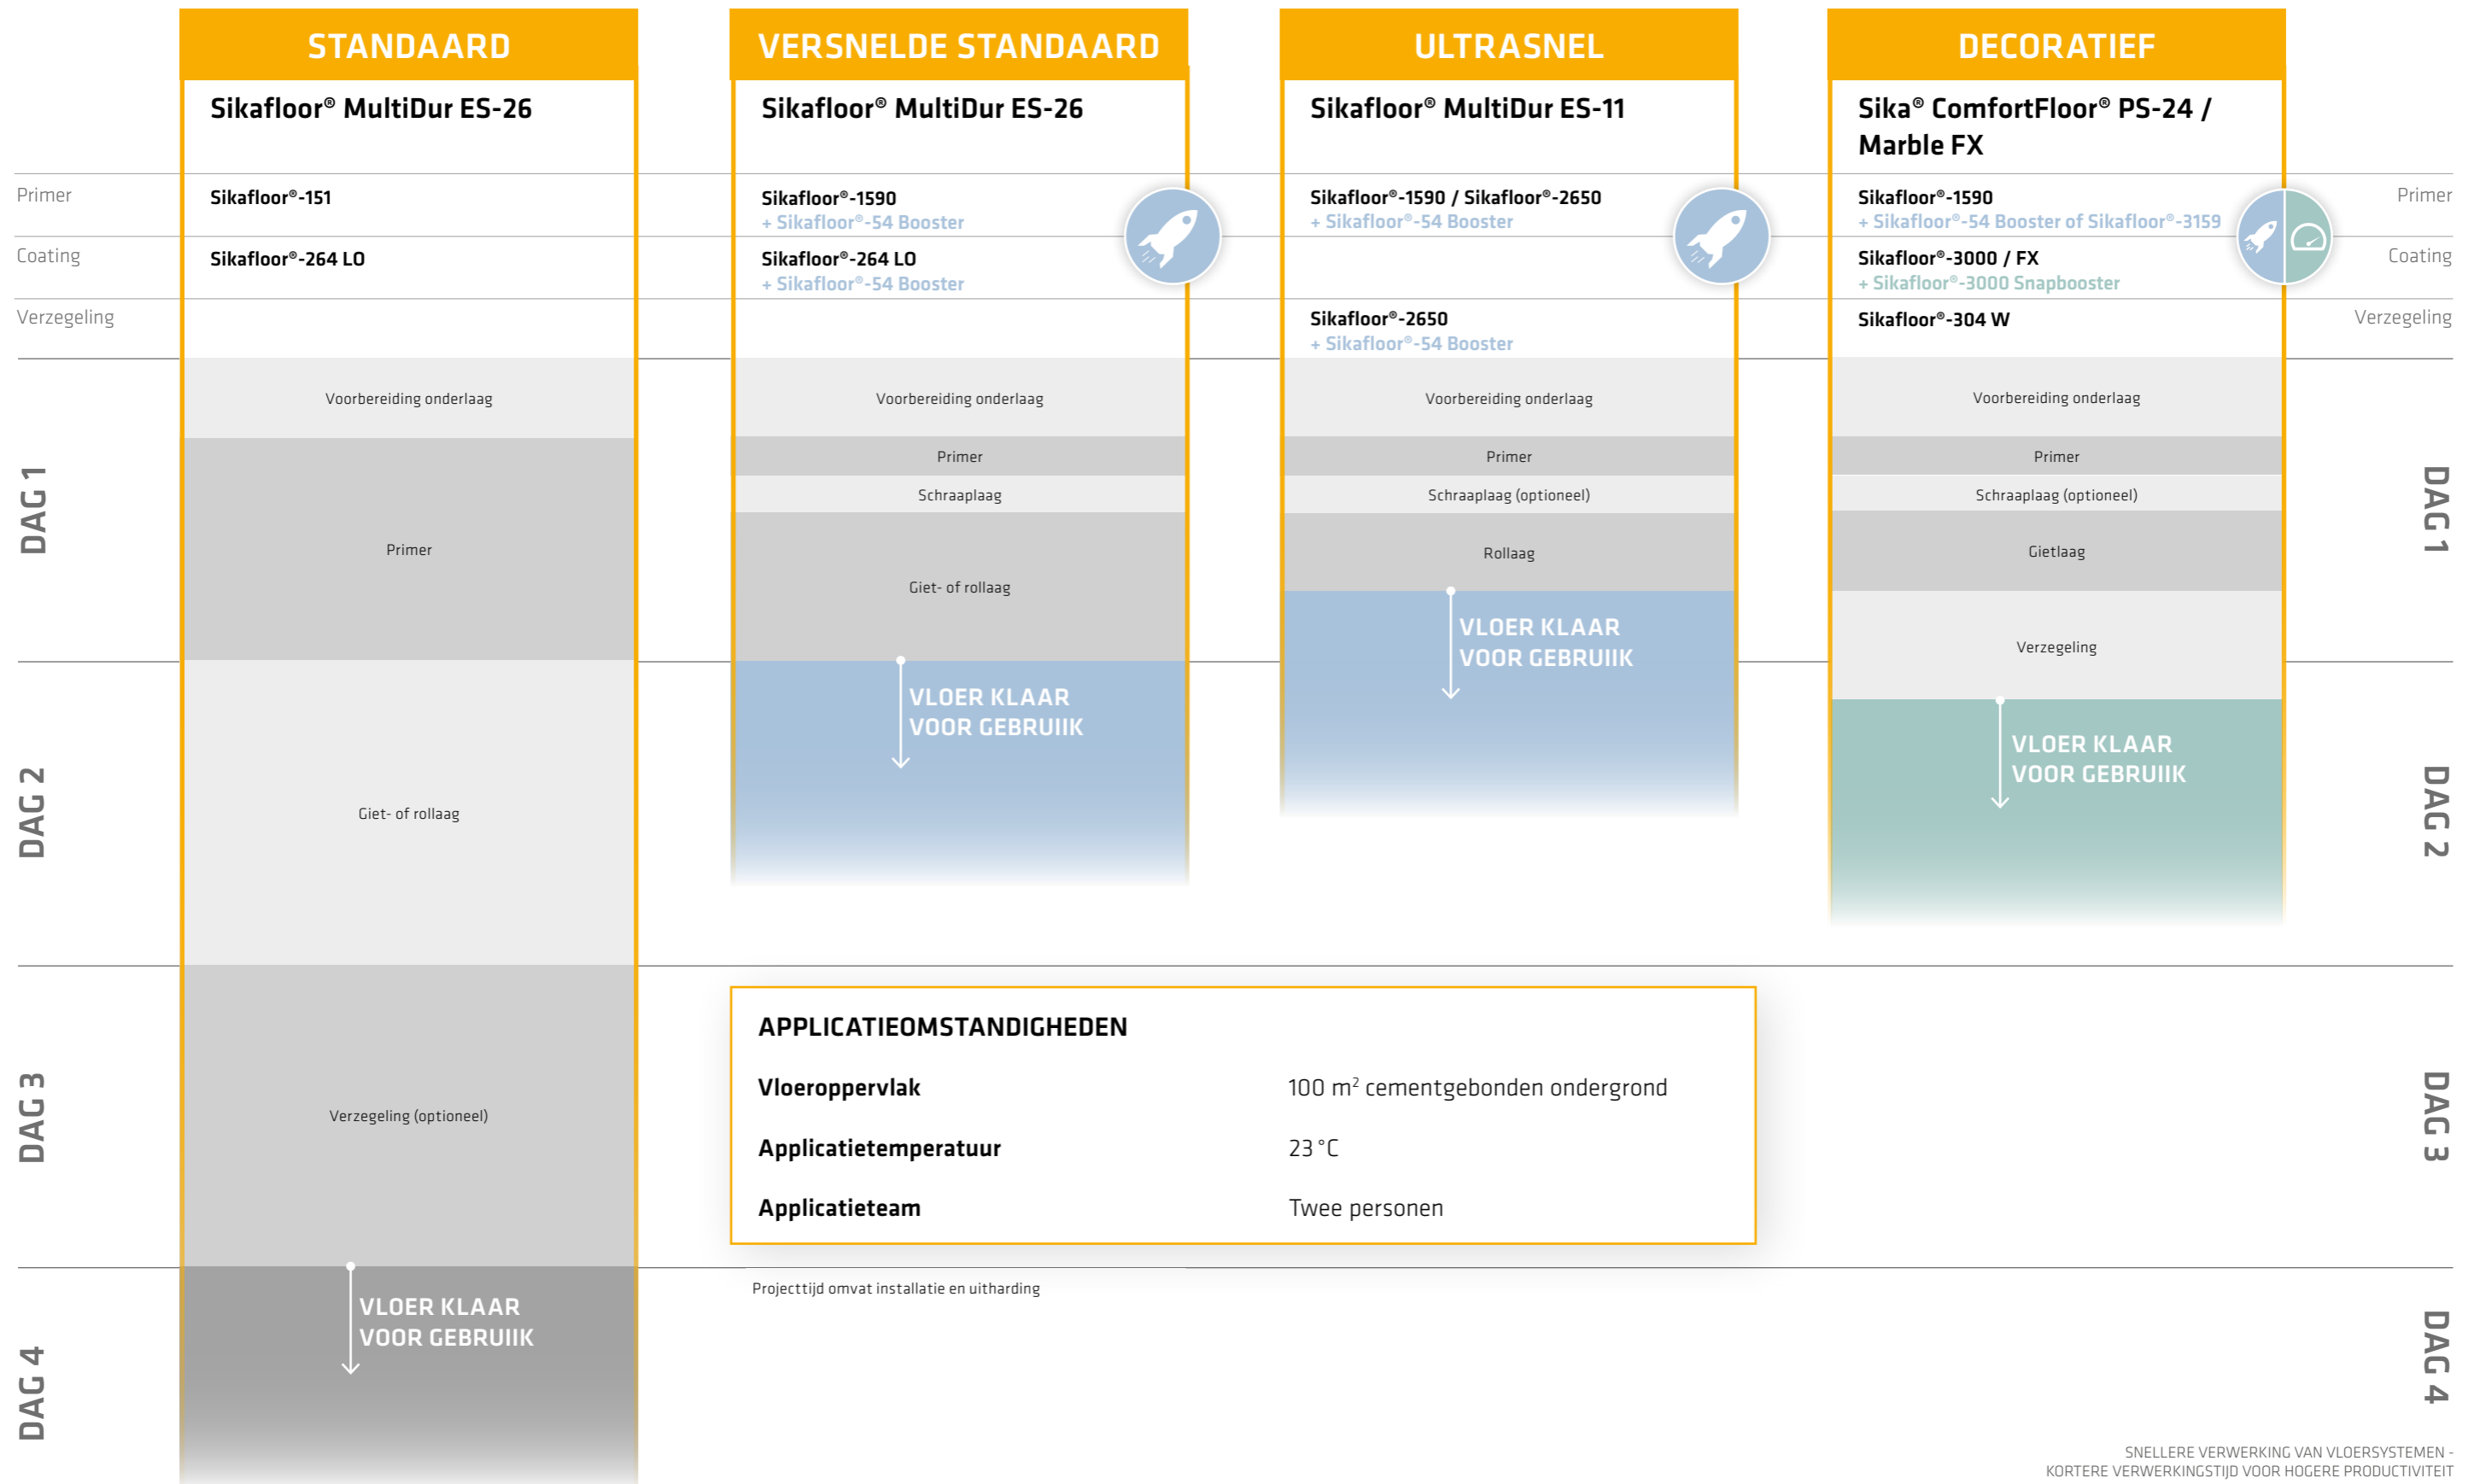 STANDAARD
VERSNELDE STANDAARD
ULTRASNEL
DECORATIEF
Sikafloor® MultiDur ES-26
Sikafloor® MultiDur ES-26
Sikafloor® MultiDur ES-11
Sika® ComfortFloor® PS-24 /
Marble FX
Primer
Sikafloor®-151
Sikafloor®-1590
+ Sikafloor®-54 Booster
Sikafloor®-1590 / Sikafloor®-2650
+ Sikafloor®-54 Booster
Sikafloor®-1590
+ Sikafloor®-54 Booster of Sikafloor®-3159
Primer
Coating
Sikafloor®-264 LO
Sikafloor®-264 LO
+ Sikafloor®-54 Booster
Sikafloor®-3000 / FX
+ Sikafloor®-3000 Snapbooster
Coating
Verzegeling
Sikafloor®-2650
+ Sikafloor®-54 Booster
Sikafloor®-304 W
Verzegeling
DAG 1
Voorbereiding onderlaag
Primer
Voorbereiding onderlaag
Primer
Schraaplaag
Giet- of rollaag
Voorbereiding onderlaag
Primer
Schraaplaag (optioneel)
Rollaag
VLOER KLAAR
VOOR GEBRUIIK
Voorbereiding onderlaag
Primer
Schraaplaag (optioneel)
Gietlaag
Verzegeling
DAG 1
DAG 2
Giet- of rollaag
VLOER KLAAR
VOOR GEBRUIIK
VLOER KLAAR
VOOR GEBRUIIK
DAG 2
DAG 3
Verzegeling (optioneel)
APPLICATIEOMSTANDIGHEDEN
Vloeroppervlak 100 m² cementgebonden ondergrond
Applicatietemperatuur 23 °C
Applicatieteam Twee personen
DAG 3
Projecttijd omvat installatie en uitharding
DAG 4
VLOER KLAAR
VOOR GEBRUIIK
DAG 4
SNELLERE VERWERKING VAN VLOERSYSTEMEN -
KORTERE VERWERKINGSTIJD VOOR HOGERE PRODUCTIVITEIT